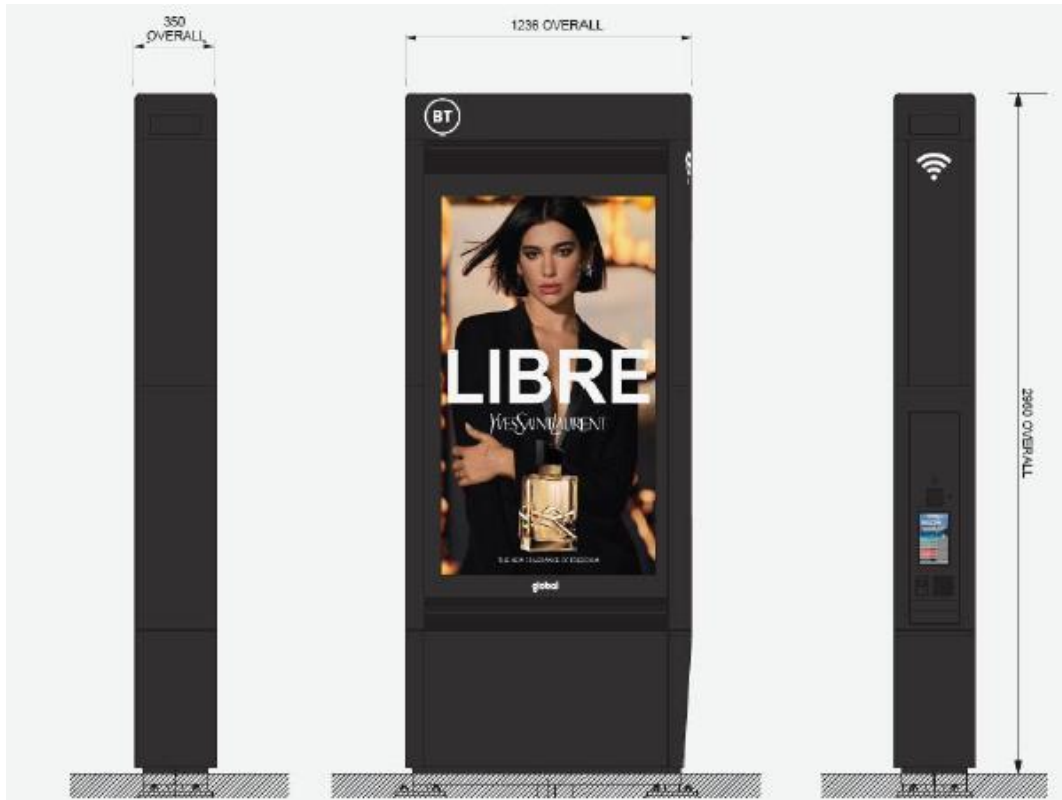 350
OVERALL
1236 OVERALL
BT
LIBRE
YVESSAINTLAURENT
global
2960 OVERALL